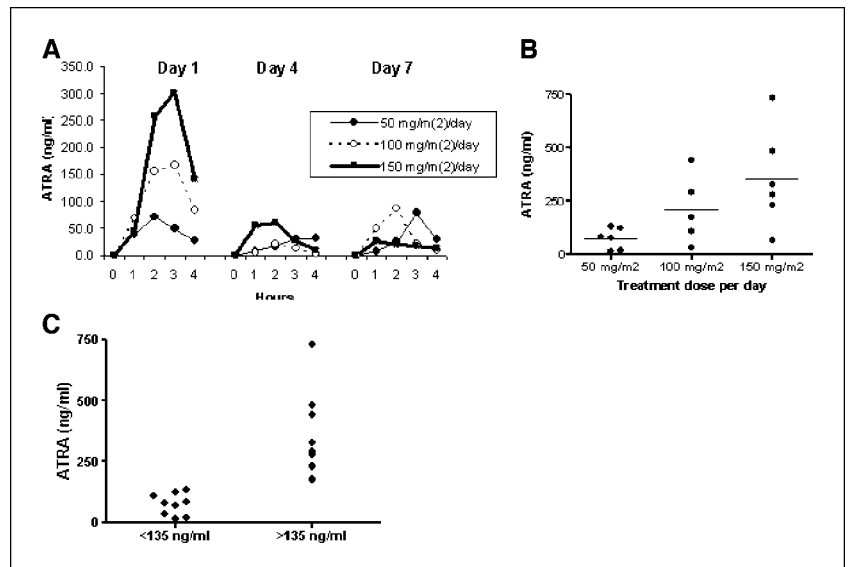 A
350.0
300.0
250.0
200.0
150.0
100.0
50.0
0.0
ATRA (ng/ml)
Day 1 Day 4 Day 7
50 mg/m(2)/day
100 mg/m(2)/day
150 mg/m(2)/day
0 1 2 3 4 0 1 2 3 4 0 1 2 3 4
Hours
B
750
500
250
0
ATRA (ng/ml)
50 mg/m2 100 mg/m2 150 mg/m2
Treatment dose per day
C
750
500
250
0
ATRA (ng/ml)
<135 ng/ml >135 ng/ml